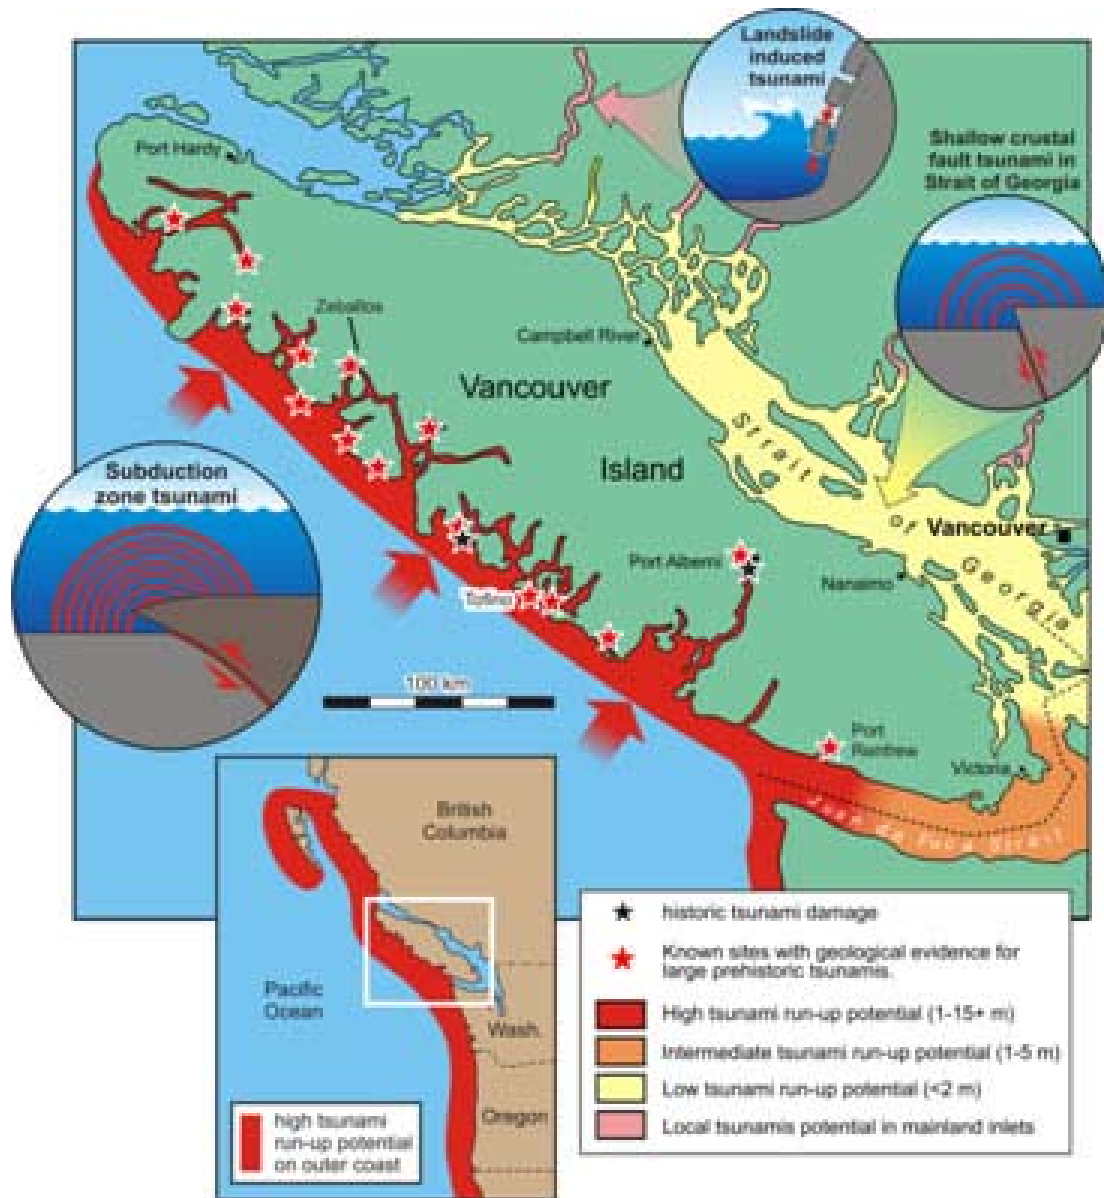 Landslide
induced
tsunami
Shallow crustal
fault tsunami in
Strait of Georgia
Port Hardy
Zeballos
Campbell River
Vancouver
Island
Strait of Georgia
Vancouver
Nanaimo
Port Alberni
Tofino
Subduction
zone tsunami
100 km
Port
Renfrew
Victoria
Juan de Fuca Strait
British
Columbia
Pacific
Ocean
Wash.
Oregon
high tsunami
run-up potential
on outer coast
historic tsunami damage
Known sites with geological evidence for
large prehistoric tsunamis.
High tsunami run-up potential (1-15+ m)
Intermediate tsunami run-up potential (1-5 m)
Low tsunami run-up potential (<2 m)
Local tsunamis potential in mainland inlets